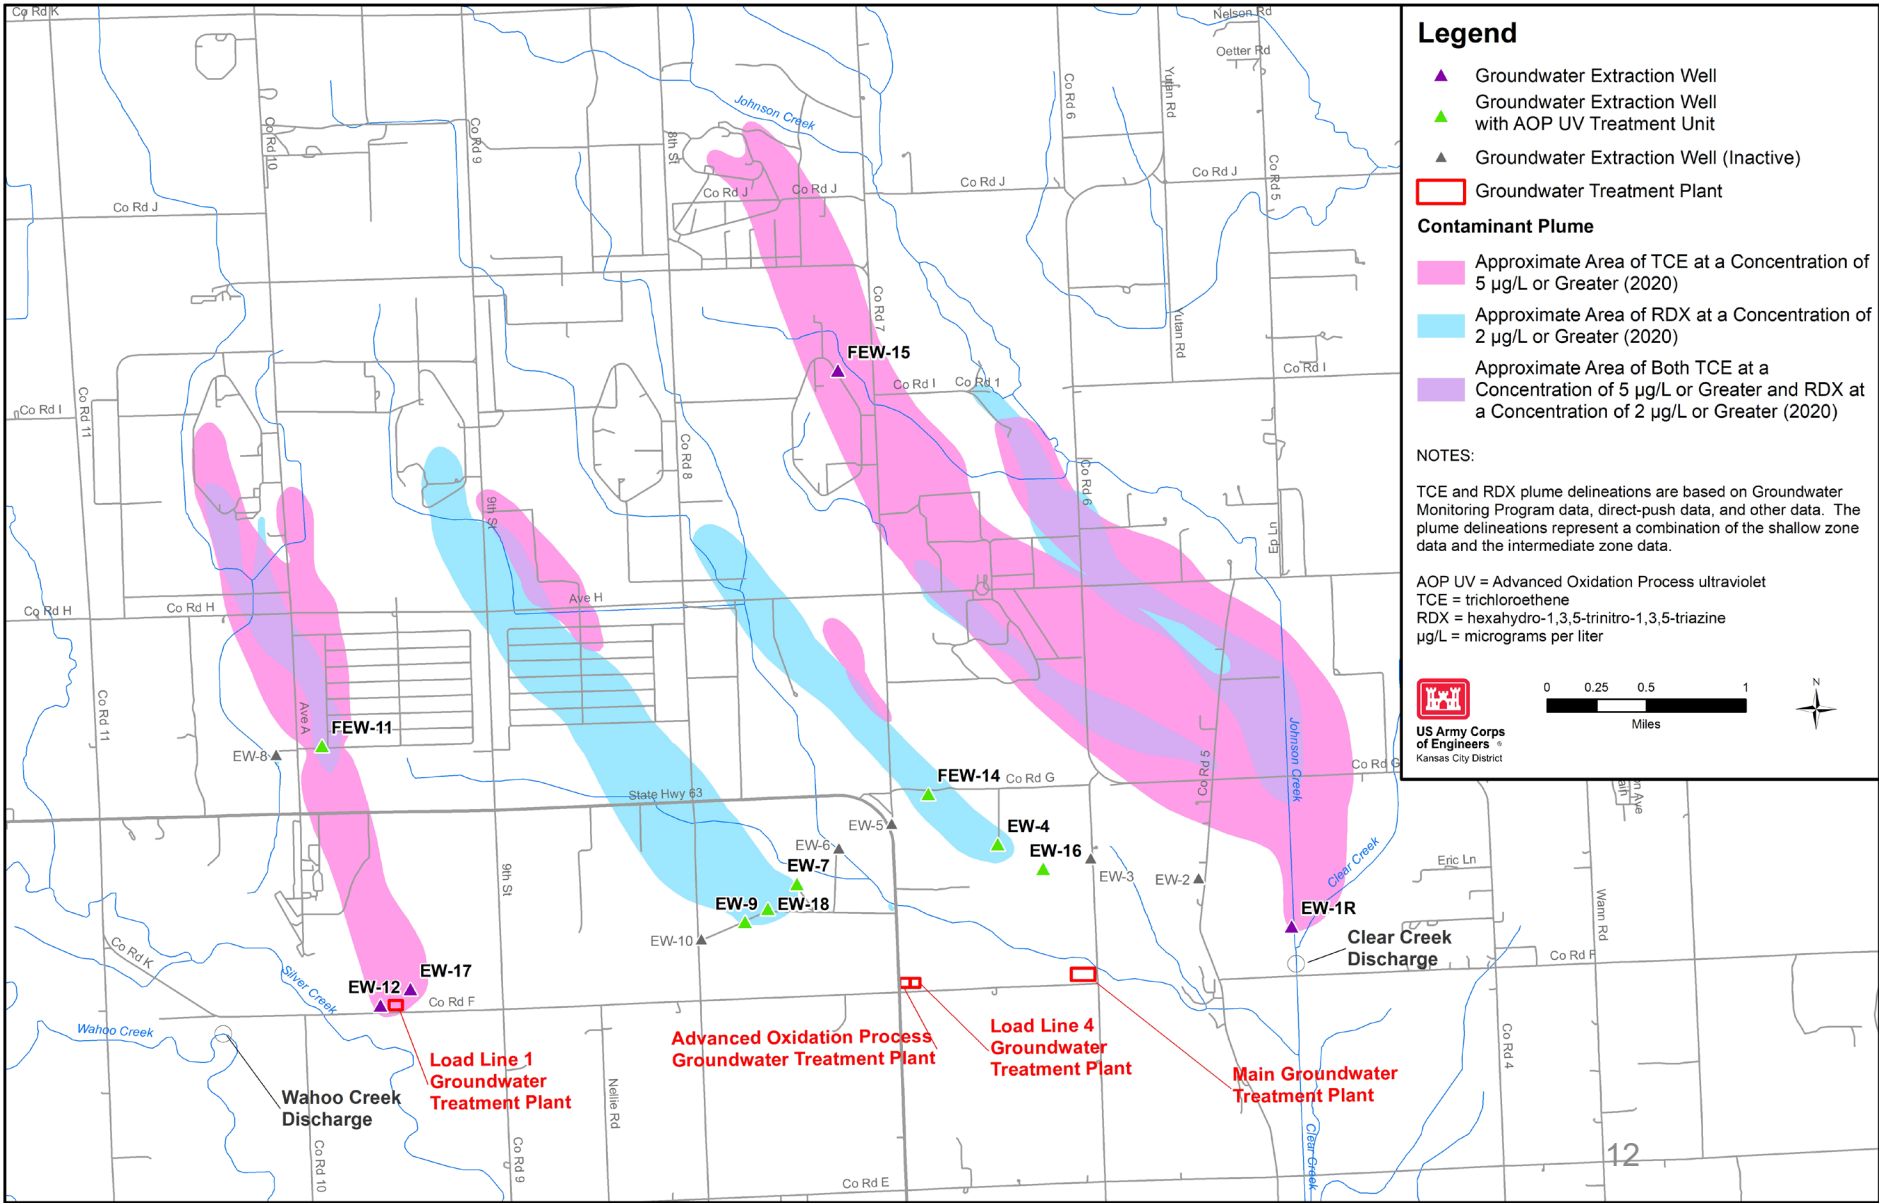 Co Rd K
Nelson Rd
Oetter Rd
Johnson Creek
Co Rd 6
Yutan Rd
Co Rd 10
Co Rd 9
8th St
Co Rd J
Co Rd J
Co Rd J
Co Rd J
Co Rd J
Co Rd 5
Co Rd 7
Yutan Rd
FEW-15
Co Rd I
Co Rd 1
Co Rd I
Co Rd I
Co Rd 11
Co Rd 8
Co Rd 6
9th St
Ep Ln
Ave H
Co Rd H
Co Rd H
Co Rd 11
Ave A
FEW-11
EW-8
Johnson Creek
Co Rd 5
Co Rd G
FEW-14
Co Rd G
State Hwy 63
EW-5
EW-4
EW-6
EW-16
EW-7
EW-3
EW-2
9th St
EW-9
EW-18
EW-10
Eric Ln
Clear Creek
Wann Rd
EW-1R
Clear Creek
Discharge
Co Rd F
Co Rd K
Silver Creek
EW-17
EW-12
Co Rd F
Wahoo Creek
Advanced Oxidation Process
Groundwater Treatment Plant
Load Line 4
Groundwater
Treatment Plant
Load Line 1
Groundwater
Treatment Plant
Main Groundwater
Treatment Plant
Wahoo Creek
Discharge
Nellie Rd
Co Rd 4
Co Rd 10
Co Rd 9
Clear Creek
Co Rd E
12
Legend
Groundwater Extraction Well
Groundwater Extraction Well
with AOP UV Treatment Unit
Groundwater Extraction Well (Inactive)
Groundwater Treatment Plant
Contaminant Plume
Approximate Area of TCE at a Concentration of
5 µg/L or Greater (2020)
Approximate Area of RDX at a Concentration of
2 µg/L or Greater (2020)
Approximate Area of Both TCE at a
Concentration of 5 µg/L or Greater and RDX at
a Concentration of 2 µg/L or Greater (2020)
NOTES:
TCE and RDX plume delineations are based on Groundwater
Monitoring Program data, direct-push data, and other data. The
plume delineations represent a combination of the shallow zone
data and the intermediate zone data.
AOP UV = Advanced Oxidation Process ultraviolet
TCE = trichloroethene
RDX = hexahydro-1,3,5-trinitro-1,3,5-triazine
µg/L = micrograms per liter
US Army Corps
of Engineers ®
Kansas City District
0 0.25 0.5 1
Miles
N